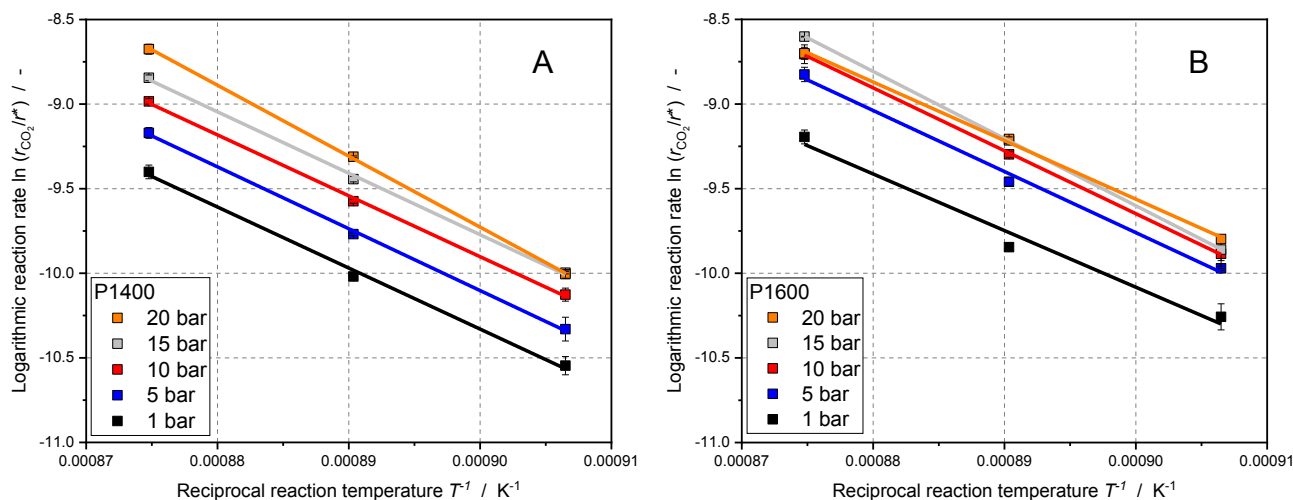 -8.5
-9.0
-9.5
-10.0
-10.5
-11.0
Logarithmic reaction rate ln (r_CO₂/r*) / -
A
P1400
20 bar
15 bar
10 bar
5 bar
1 bar
0.00087 0.00088 0.00089 0.00090 0.00091
Reciprocal reaction temperature T⁻¹ / K⁻¹
-8.5
-9.0
-9.5
-10.0
-10.5
-11.0
Logarithmic reaction rate ln (r_CO₂/r*) / -
B
P1600
20 bar
15 bar
10 bar
5 bar
1 bar
0.00087 0.00088 0.00089 0.00090 0.00091
Reciprocal reaction temperature T⁻¹ / K⁻¹